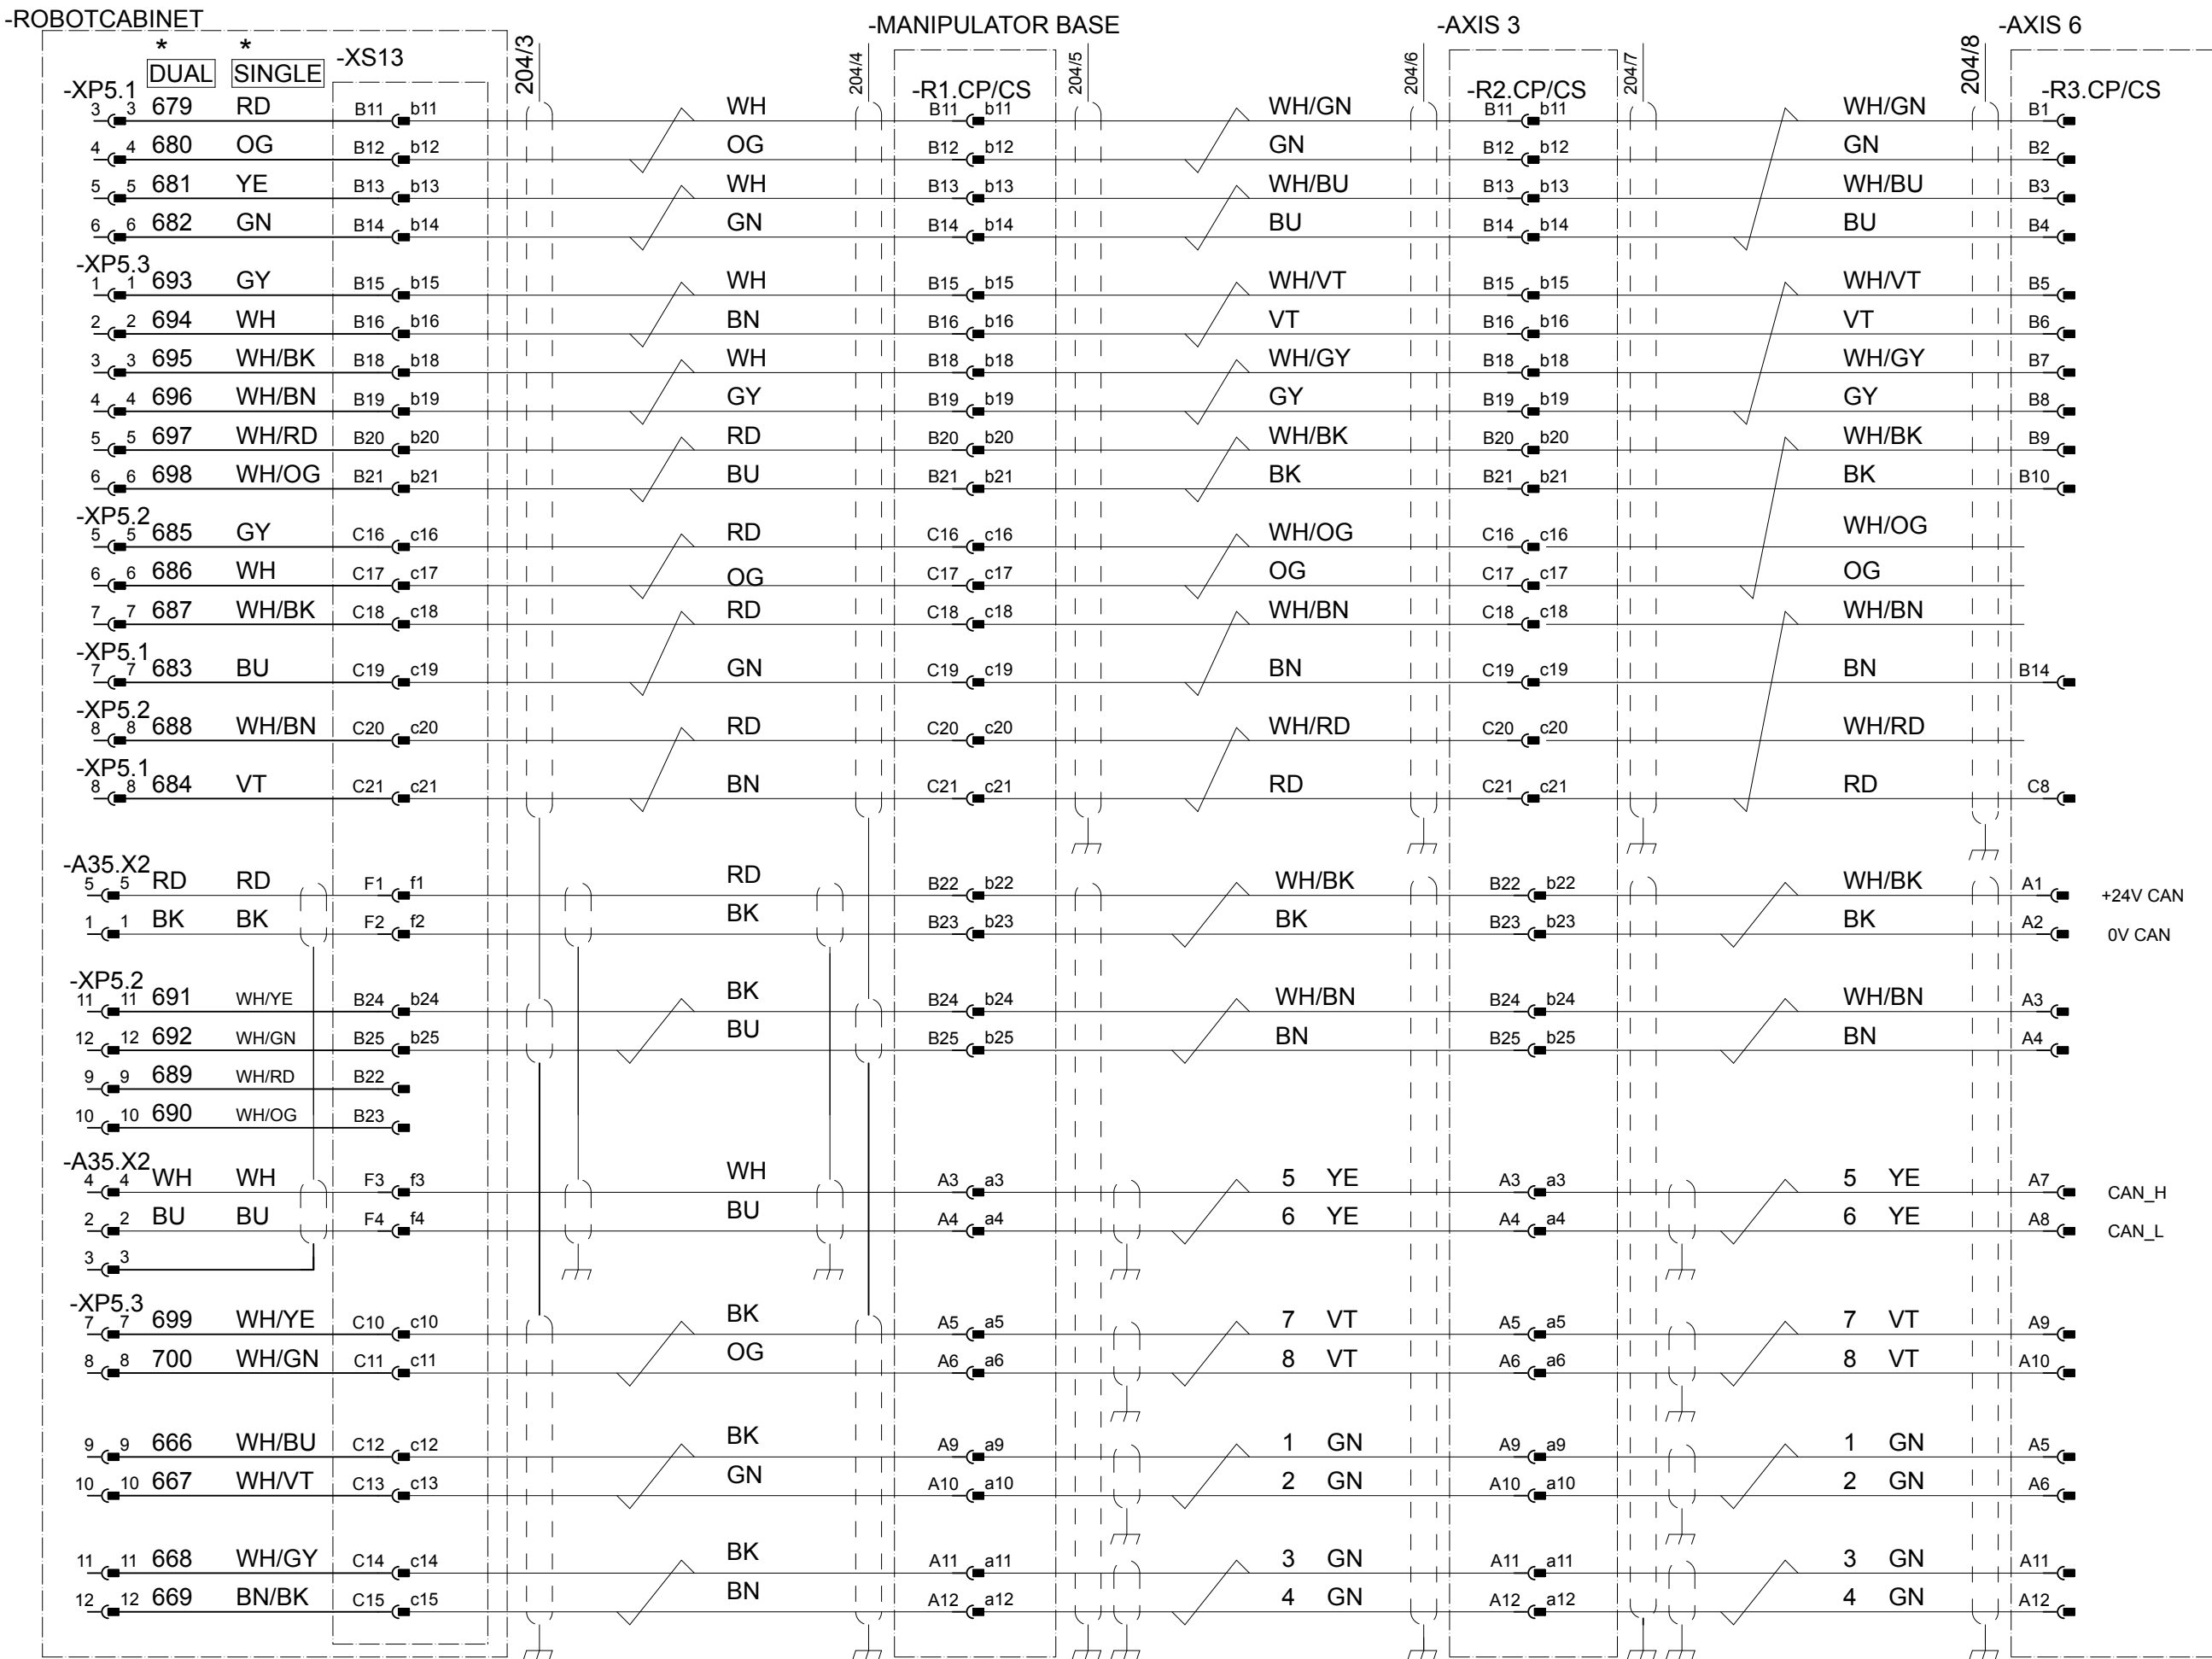 -ROBOTCABINET -MANIPULATOR BASE -AXIS 3 -AXIS 6
* *
DUAL SINGLE -XS13 204/3 204/4 204/5 204/6 204/7 204/8
-XP5.1 -R1.CP/CS -R2.CP/CS -R3.CP/CS
3 3 679 RD B11 b11 WH B11 b11 WH/GN B11 b11 WH/GN B1
4 4 680 OG B12 b12 OG B12 b12 GN B12 b12 GN B2
5 5 681 YE B13 b13 WH B13 b13 WH/BU B13 b13 WH/BU B3
6 6 682 GN B14 b14 GN B14 b14 BU B14 b14 BU B4
-XP5.3
1 1 693 GY B15 b15 WH B15 b15 WH/VT B15 b15 WH/VT B5
2 2 694 WH B16 b16 BN B16 b16 VT B16 b16 VT B6
3 3 695 WH/BK B18 b18 WH B18 b18 WH/GY B18 b18 WH/GY B7
4 4 696 WH/BN B19 b19 GY B19 b19 GY B19 b19 GY B8
5 5 697 WH/RD B20 b20 RD B20 b20 WH/BK B20 b20 WH/BK B9
6 6 698 WH/OG B21 b21 BU B21 b21 BK B21 b21 BK B10
-XP5.2
5 5 685 GY C16 c16 RD C16 c16 WH/OG C16 c16 WH/OG
6 6 686 WH C17 c17 OG C17 c17 OG C17 c17 OG
7 7 687 WH/BK C18 c18 RD C18 c18 WH/BN C18 c18 WH/BN
-XP5.1
7 7 683 BU C19 c19 GN C19 c19 BN C19 c19 BN B14
-XP5.2
8 8 688 WH/BN C20 c20 RD C20 c20 WH/RD C20 c20 WH/RD
-XP5.1
8 8 684 VT C21 c21 BN C21 c21 RD C21 c21 RD C8
-A35.X2
5 5 RD RD F1 f1 RD B22 b22 WH/BK B22 b22 WH/BK A1 +24V CAN
1 1 BK BK F2 f2 BK B23 b23 BK B23 b23 BK A2 0V CAN
-XP5.2
11 11 691 WH/YE B24 b24 BK B24 b24 WH/BN B24 b24 WH/BN A3
12 12 692 WH/GN B25 b25 BU B25 b25 BN B25 b25 BN A4
9 9 689 WH/RD B22
10 10 690 WH/OG B23
-A35.X2
4 4 WH WH F3 f3 WH A3 a3 5 YE A3 a3 5 YE A7 CAN_H
2 2 BU BU F4 f4 BU A4 a4 6 YE A4 a4 6 YE A8 CAN_L
3 3
-XP5.3
7 7 699 WH/YE C10 c10 BK A5 a5 7 VT A5 a5 7 VT A9
8 8 700 WH/GN C11 c11 OG A6 a6 8 VT A6 a6 8 VT A10
9 9 666 WH/BU C12 c12 BK A9 a9 1 GN A9 a9 1 GN A5
10 10 667 WH/VT C13 c13 GN A10 a10 2 GN A10 a10 2 GN A6
11 11 668 WH/GY C14 c14 BK A11 a11 3 GN A11 a11 3 GN A11
12 12 669 BN/BK C15 c15 BN A12 a12 4 GN A12 a12 4 GN A12